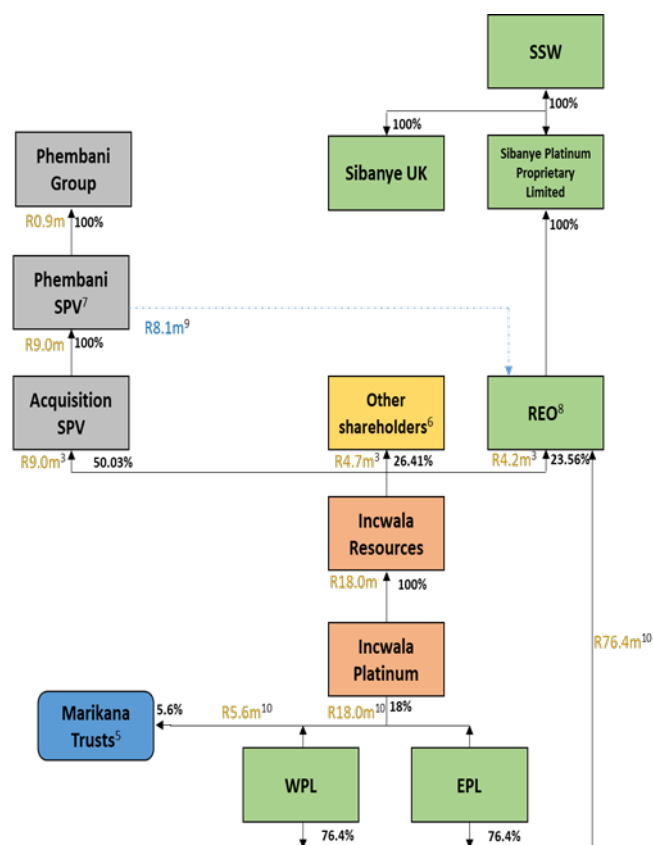 SSW
100%
100%
Phembani
Group
Sibanye UK
Sibanye Platinum
Proprietary
Limited
R0.9m 100%
100%
Phembani
SPV⁷
R8.1m⁹
R9.0m 100%
Acquisition
SPV
Other
shareholders⁶
REO⁸
R9.0m³ 50.03%
R4.7m³ 26.41%
R4.2m³ 23.56%
Incwala
Resources
R18.0m 100%
R76.4m¹⁰
Incwala
Platinum
Marikana
Trusts⁵
5.6% R5.6m¹⁰ R18.0m¹⁰ 18%
WPL
EPL
76.4%
76.4%